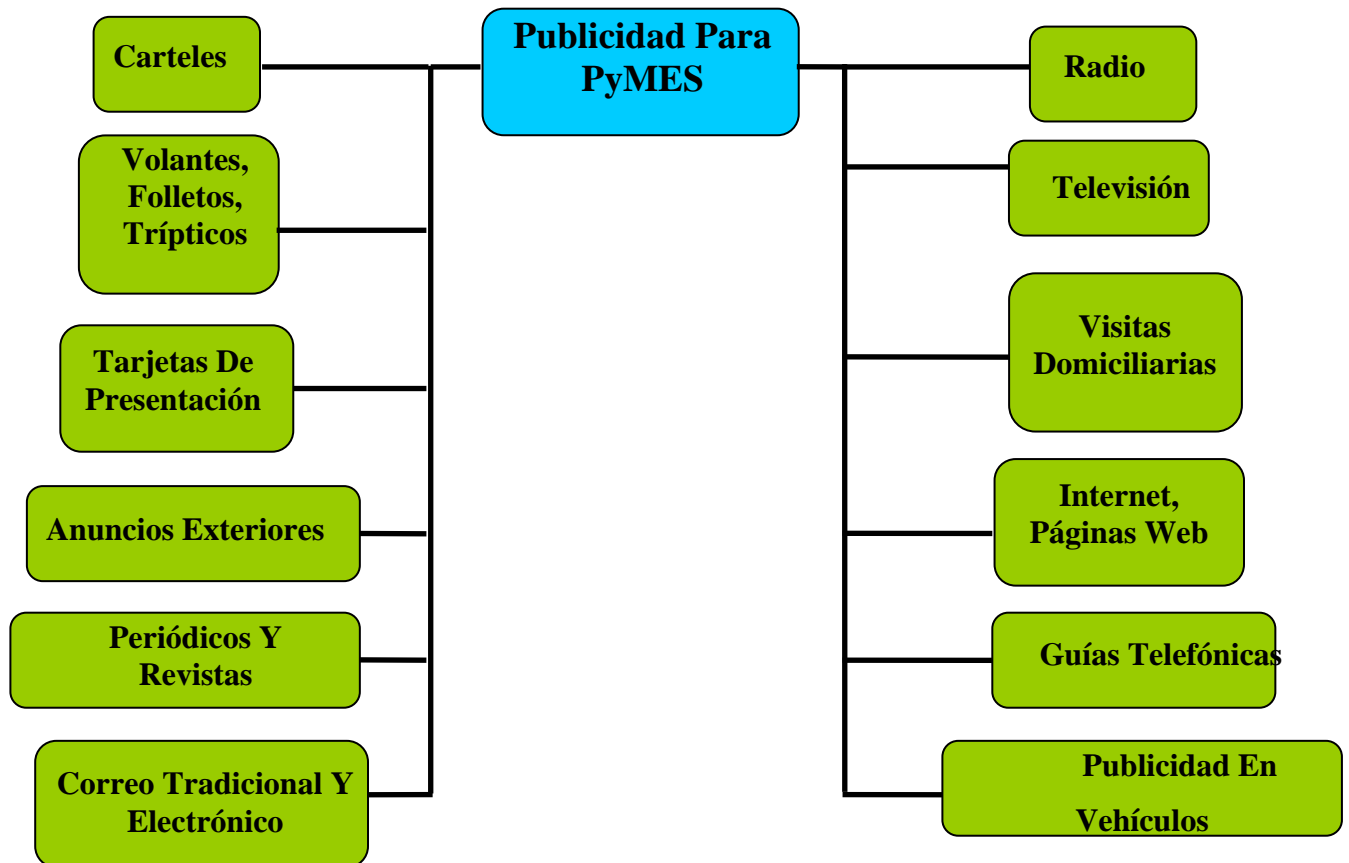 Publicidad Para
PyMES
Carteles
Volantes,
Folletos,
Trípticos
Tarjetas De
Presentación
Anuncios Exteriores
Periódicos Y
Revistas
Correo Tradicional Y
Electrónico
Radio
Televisión
Visitas
Domiciliarias
Internet,
Páginas Web
Guías Telefónicas
Publicidad En
Vehículos